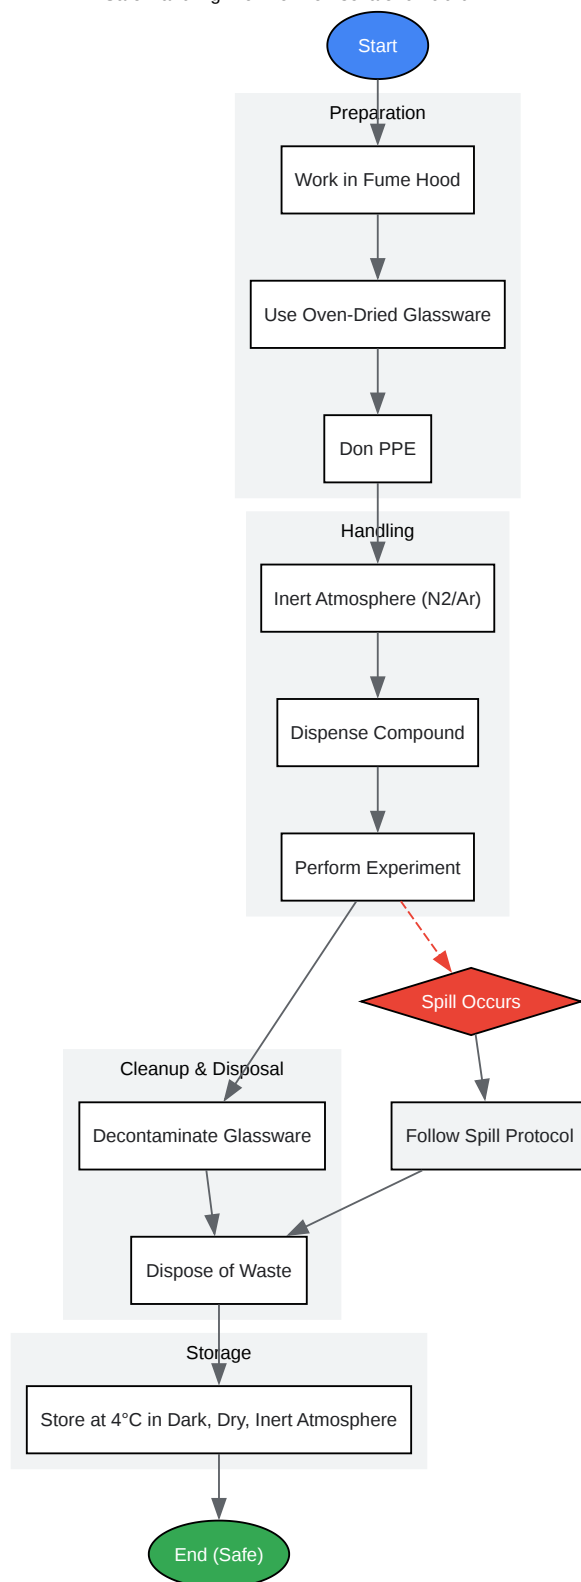 Start
Preparation
Work in Fume Hood
Use Oven-Dried Glassware
Don PPE
Handling
Inert Atmosphere (N2/Ar)
Dispense Compound
Perform Experiment
Spill Occurs
Cleanup & Disposal
Decontaminate Glassware
Follow Spill Protocol
Dispose of Waste
Storage
Store at 4°C in Dark, Dry, Inert Atmosphere
End (Safe)